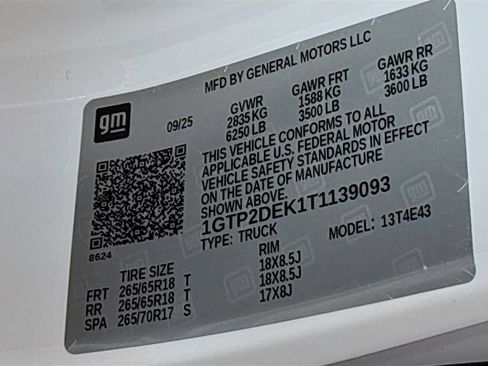 MFD BY GENERAL MOTORS LLC
gm
09/25
GVWR GAWR FRT GAWR RR
2835 KG 1588 KG 1633 KG
6250 LB 3500 LB 3600 LB
THIS VEHICLE CONFORMS TO ALL
APPLICABLE U.S. FEDERAL MOTOR
VEHICLE SAFETY STANDARDS IN EFFECT
ON THE DATE OF MANUFACTURE
SHOWN ABOVE.
1GTP2DEK1T1139093
TYPE: TRUCK MODEL: 13T4E43
8624
TIRE SIZE RIM
FRT 265/65R18 T 18X8.5J
RR 265/65R18 T 18X8.5J
SPA 265/70R17 S 17X8J